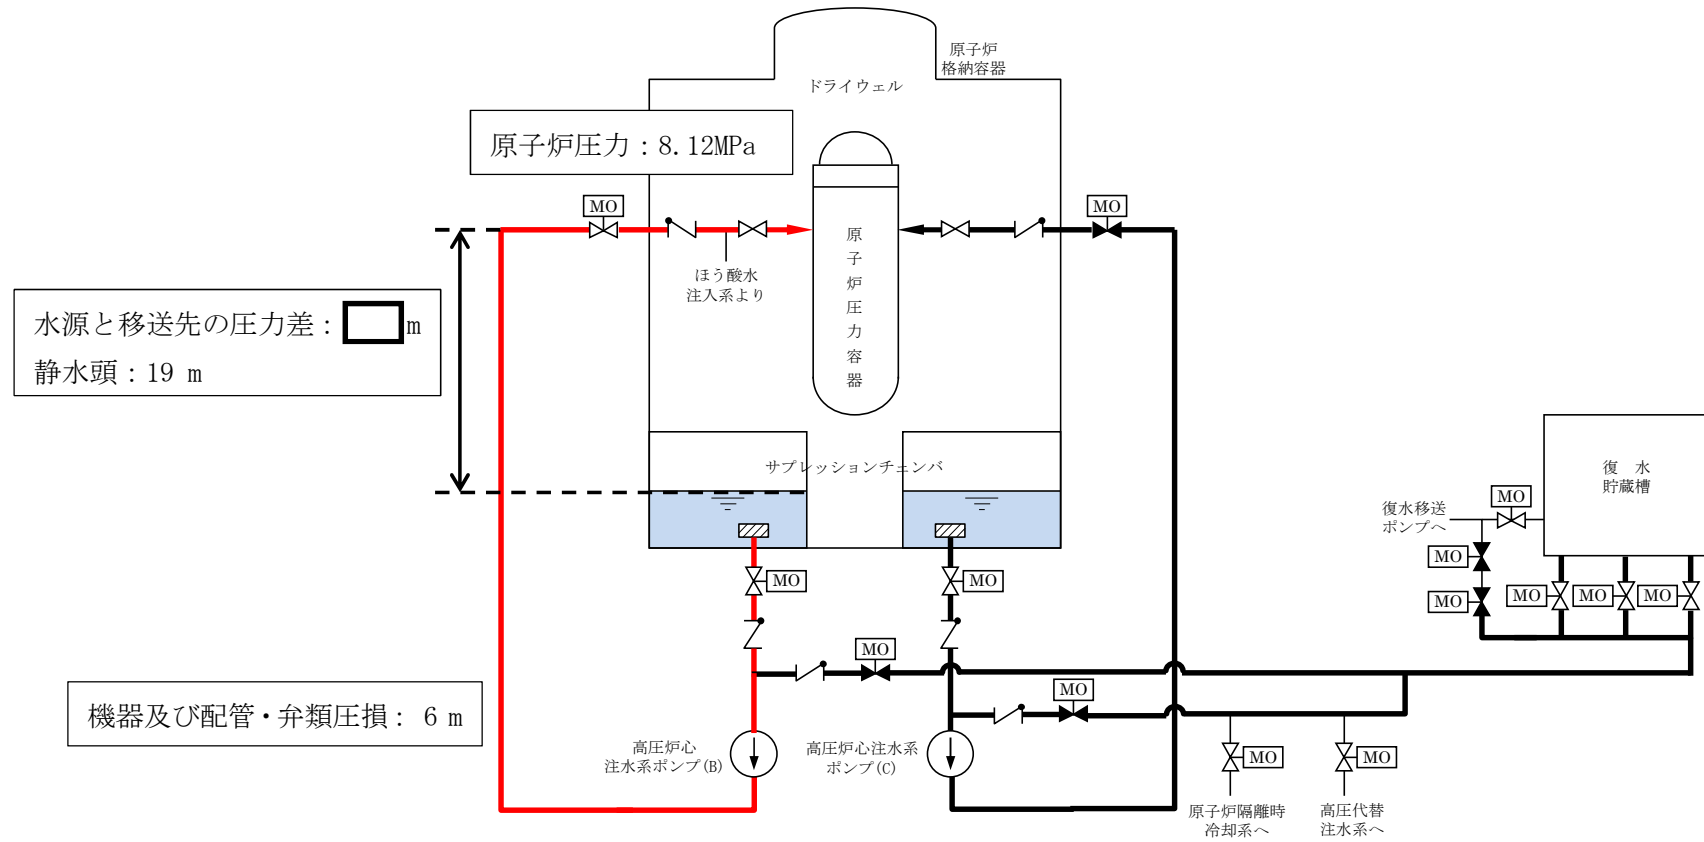 原子炉
格納容器
ドライウェル
原子炉圧力：8.12MPa
MO
MO
原子炉圧力容器
ほう酸水
注入系より
水源と移送先の圧力差： m
静水頭：19 m
サプレッションチェンバ
復 水
貯蔵槽
MO
復水移送
ポンプへ
MO
MO
MO
MO
MO
MO
MO
MO
MO
MO
機器及び配管・弁類圧損： 6 m
高圧炉心
注水系ポンプ(B)
高圧炉心注水系
ポンプ(C)
MO
MO
原子炉隔離時
冷却系へ
高圧代替
注水系へ